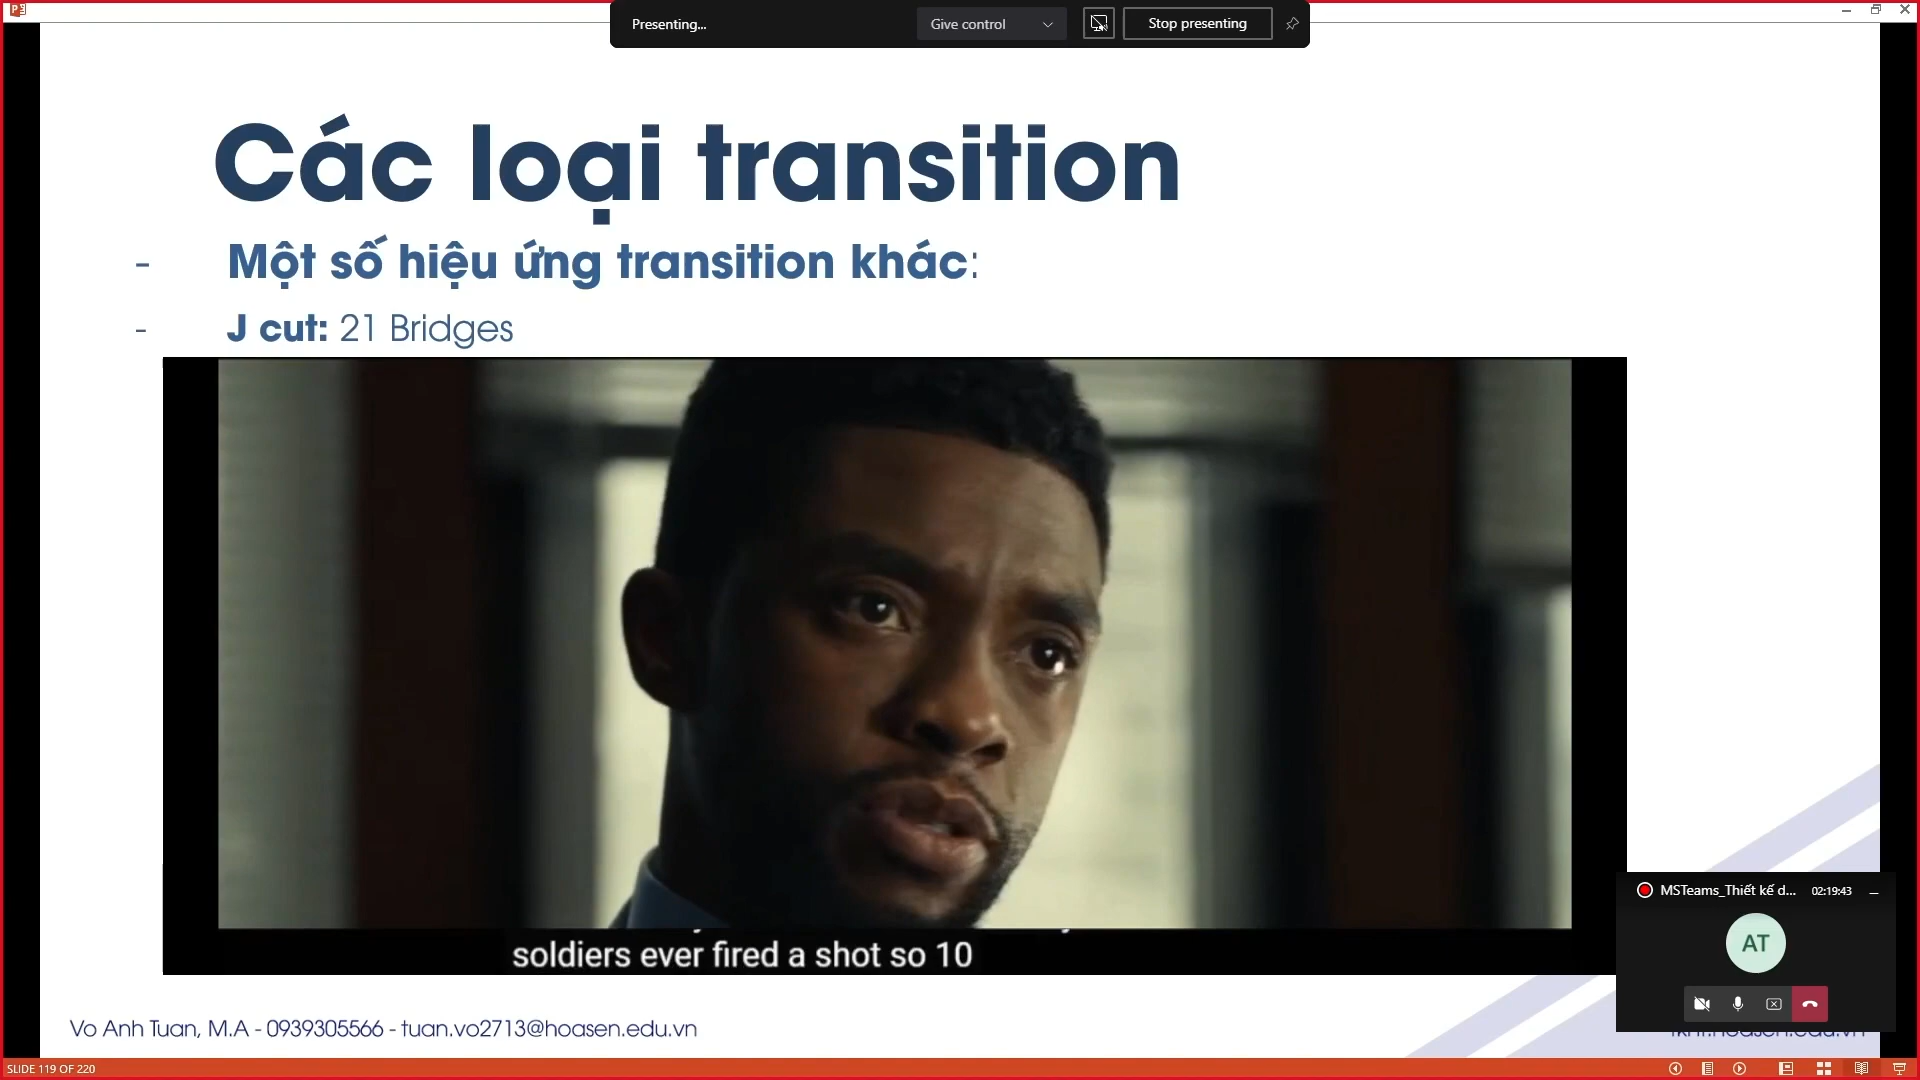 Presenting...
Give control
Stop presenting
Các loại transition
- Một số hiệu ứng transition khác:
- J cut: 21 Bridges
soldiers ever fired a shot so 10
MSTeams_Thiết kế d... 02:19:43
AT
Vo Anh Tuan, M.A - 0939305566 - tuan.vo2713@hoasen.edu.vn
SLIDE 119 OF 220